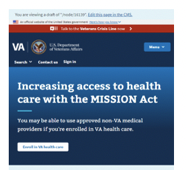 You are viewing a draft of "/node/34139". Edit this page in the CMS.
An official website of the United States government.
Talk to the Veterans Crisis Line now
VA
U.S. Department
of Veterans Affairs
Menu
Search
Contact us
Sign in
Increasing access to health
care with the MISSION Act
You may be able to use approved non-VA medical
providers if you're enrolled in VA health care.
Enroll in VA health care